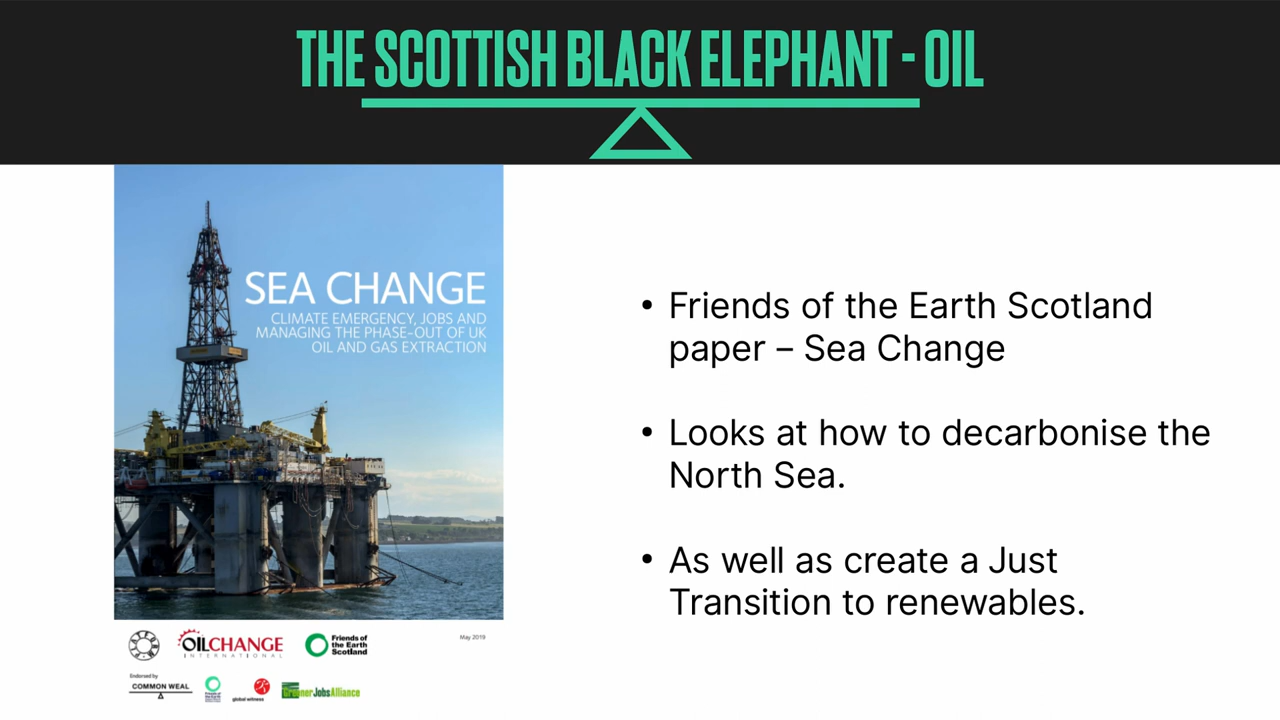 THE SCOTTISH BLACK ELEPHANT - OIL
SEA CHANGE
CLIMATE EMERGENCY, JOBS AND
MANAGING THE PHASE-OUT OF UK
OIL AND GAS EXTRACTION
• Friends of the Earth Scotland
paper – Sea Change
• Looks at how to decarbonise the
North Sea.
• As well as create a Just
Transition to renewables.
OILCHANGE
INTERNATIONAL
Friends of
the Earth
Scotland
May 2019
Endorsed by
COMMON WEAL
global witness
Greener Jobs Alliance